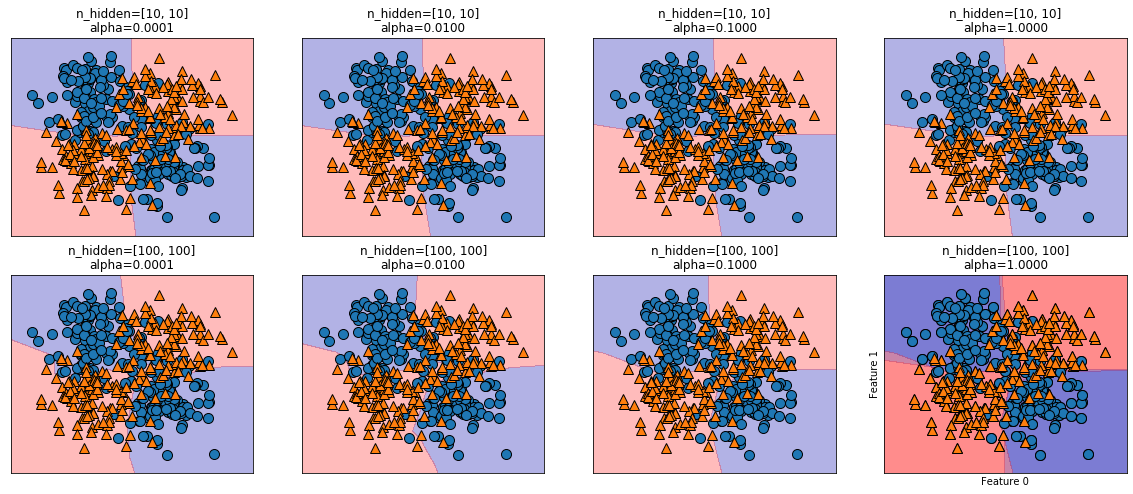 n_hidden=[10, 10]
alpha=0.0001
n_hidden=[10, 10]
alpha=0.0100
n_hidden=[10, 10]
alpha=0.1000
n_hidden=[10, 10]
alpha=1.0000
n_hidden=[100, 100]
alpha=0.0001
n_hidden=[100, 100]
alpha=0.0100
n_hidden=[100, 100]
alpha=0.1000
n_hidden=[100, 100]
alpha=1.0000
Feature 1
Feature 0